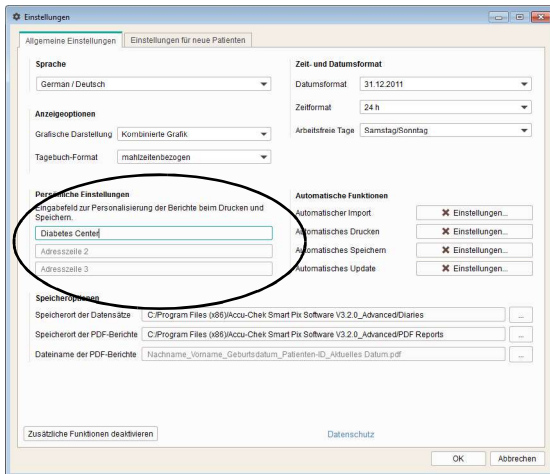 Einstellungen
Allgemeine Einstellungen
Einstellungen für neue Patienten
Sprache
German / Deutsch
Anzeigeoptionen
Grafische Darstellung Kombinierte Grafik
Tagebuch-Format mahlzeitenbezogen
Zeit- und Datumsformat
Datumsformat 31.12.2011
Zeitformat 24 h
Arbeitsfreie Tage Samstag/Sonntag
Persönliche Einstellungen
Eingabefeld zur Personalisierung der Berichte beim Drucken und
Speichern.
Diabetes Center
Adresszeile 2
Adresszeile 3
Automatische Funktionen
Automatischer Import Einstellungen...
Automatisches Drucken Einstellungen...
Automatisches Speichern Einstellungen...
Automatisches Update Einstellungen...
Speicheroptionen
Speicherort der Datensätze C:/Program Files (x86)/Accu-Chek Smart Pix Software V3.2.0_Advanced/Diaries ...
Speicherort der PDF-Berichte C:/Program Files (x86)/Accu-Chek Smart Pix Software V3.2.0_Advanced/PDF Reports ...
Dateiname der PDF-Berichte Nachname_Vorname_Geburtsdatum_Patienten-ID_Aktuelles Datum.pdf ...
Zusätzliche Funktionen deaktivieren
Datenschutz
OK
Abbrechen